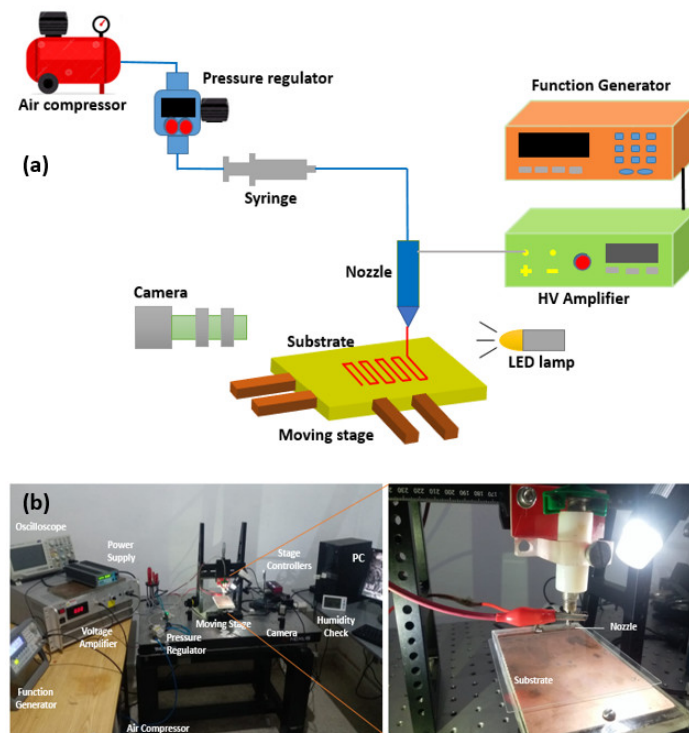 Air compressor
Pressure regulator
Function Generator
(a)
Syringe
Nozzle
HV Amplifier
Camera
Substrate
LED lamp
Moving stage
(b)
Oscilloscope
Power
Supply
Stage
Controllers
PC
Voltage
Amplifier
Pressure
Regulator
Moving Stage
Camera
Humidity
Check
Function
Generator
Air Compressor
Nozzle
Substrate